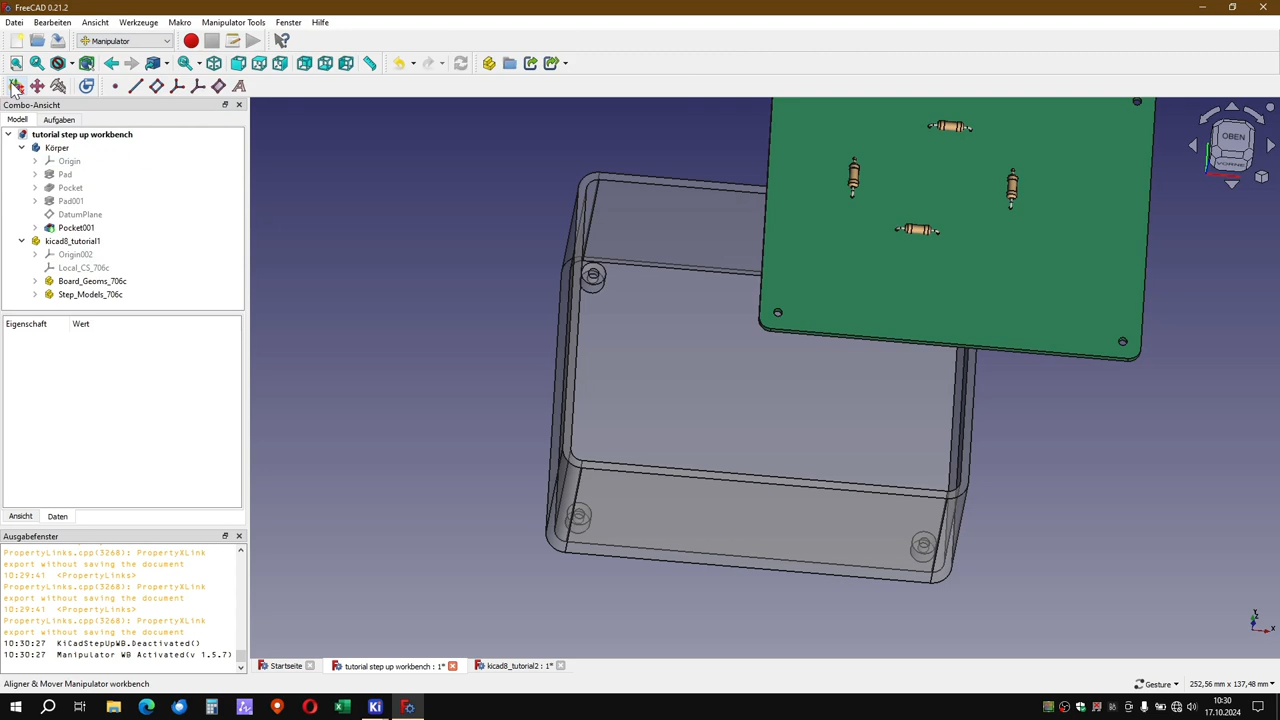 FreeCAD 0.21.2
Datei Bearbeiten Ansicht Werkzeuge Makro Manipulator Tools Fenster Hilfe
Manipulator
Combo-Ansicht
Modell Aufgaben
tutorial step up workbench
Körper
Origin
Pad
Pocket
Pad001
DatumPlane
Pocket001
kicad8_tutorial1
Origin002
Local_CS_706c
Board_Geoms_706c
Step_Models_706c
Eigenschaft Wert
Ansicht Daten
Ausgabefenster
PropertyLinks.cpp(3268): PropertyXLink
export without saving the document
10:29:41 <PropertyLinks>
PropertyLinks.cpp(3268): PropertyXLink
export without saving the document
10:29:41 <PropertyLinks>
PropertyLinks.cpp(3268): PropertyXLink
export without saving the document
10:30:27 KiCadStepUpWB.Deactivated()
10:30:27 Manipulator WB Activated(v 1.5.7)
OBEN
VORNE
Y
X
Startseite tutorial step up workbench : 1* kicad8_tutorial2 : 1*
Aligner & Mover Manipulator workbench
Gesture 252,56 mm x 137,48 mm
Ki
10:30
17.10.2024